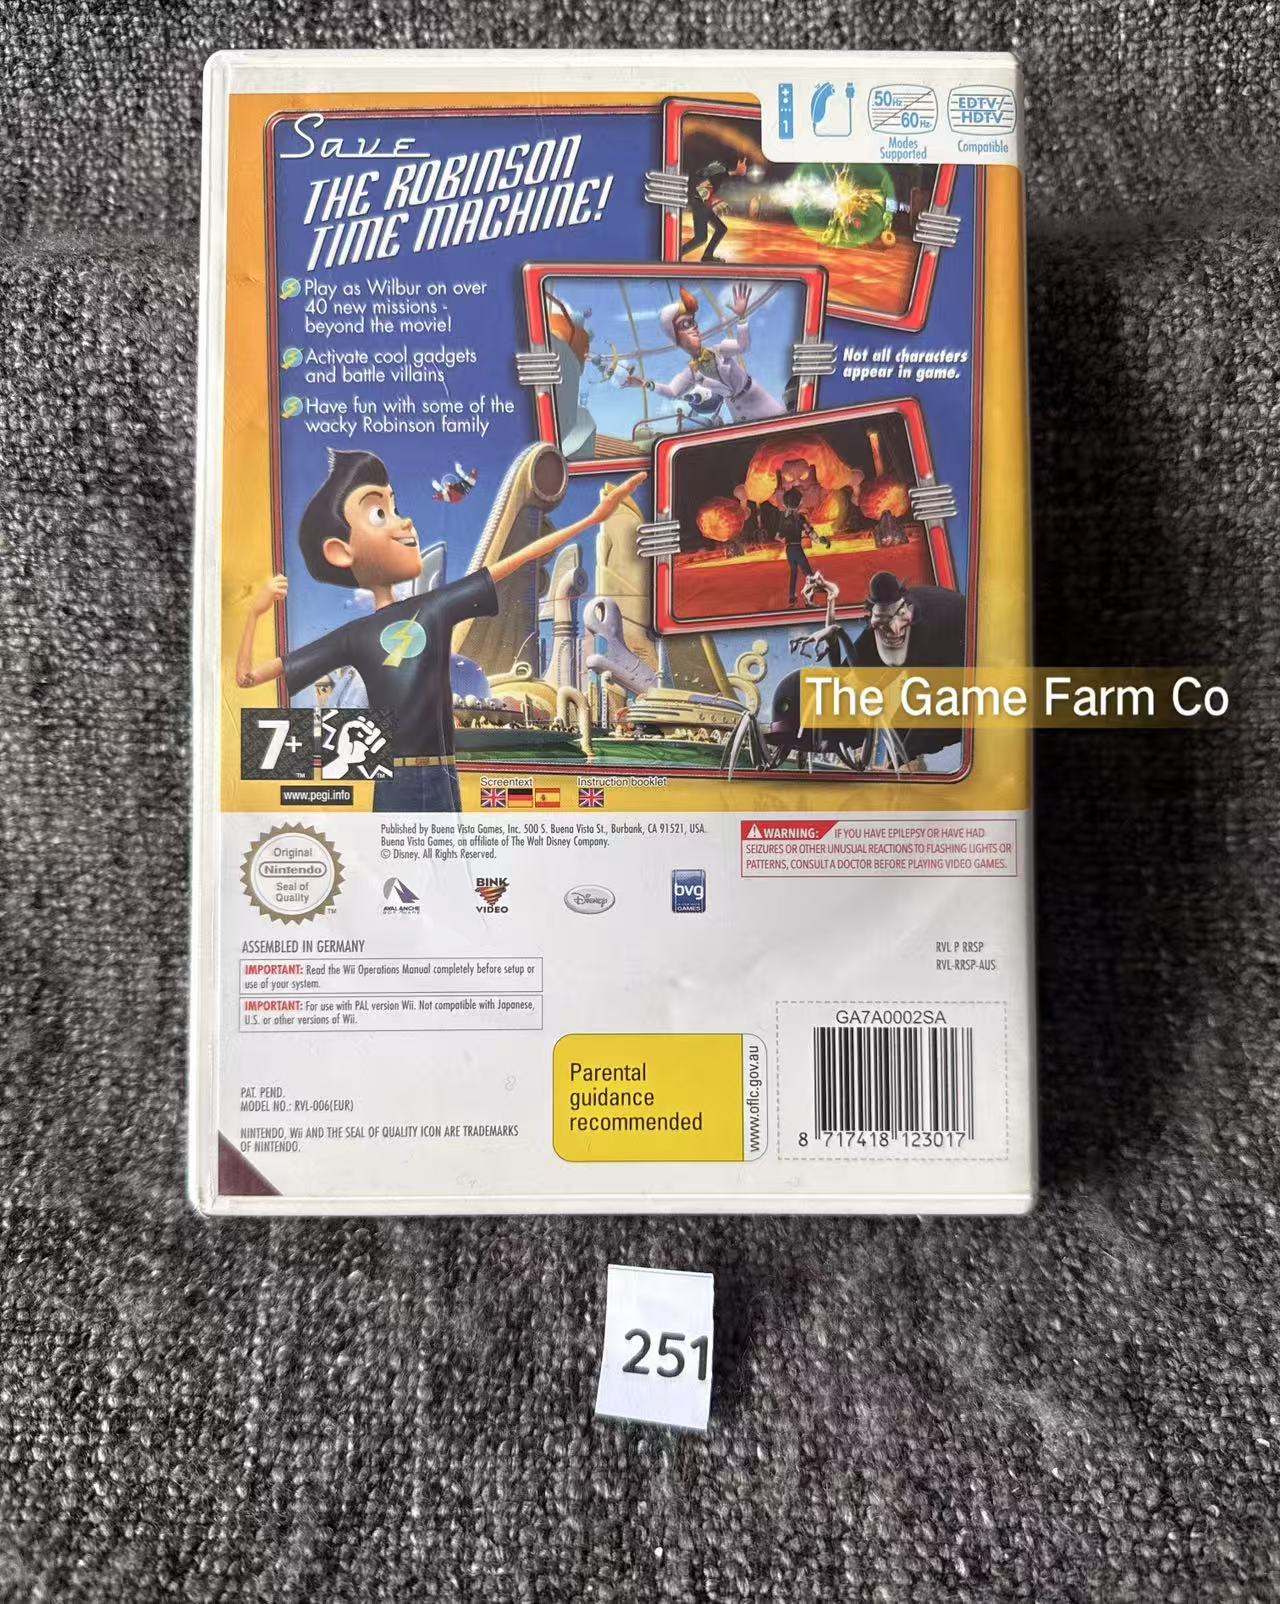 Save
THE ROBINSON
TIME MACHINE!
Play as Wilbur on over
40 new missions -
beyond the movie!
Activate cool gadgets
and battle villains
Have fun with some of the
wacky Robinson family
1
50Hz
60Hz
Modes
Supported
EDTV/
HDTV
Compatible
Not all characters
appear in game.
The Game Farm Co
7+
TM
TM
www.pegi.info
Screentext
Instruction booklet
Published by Buena Vista Games, Inc. 500 S. Buena Vista St., Burbank, CA 91521, USA.
Buena Vista Games, an affiliate of The Walt Disney Company.
© Disney. All Rights Reserved.
WARNING: IF YOU HAVE EPILEPSY OR HAVE HAD
SEIZURES OR OTHER UNUSUAL REACTIONS TO FLASHING LIGHTS OR
PATTERNS, CONSULT A DOCTOR BEFORE PLAYING VIDEO GAMES.
Original
Nintendo
Seal of
Quality
TM
AVALANCHE
SOFTWARE
BINK
VIDEO
Disney
bvg
GAMES
ASSEMBLED IN GERMANY
IMPORTANT: Read the Wii Operations Manual completely before setup or
use of your system.
IMPORTANT: For use with PAL version Wii. Not compatible with Japanese,
U.S. or other versions of Wii.
RVL P RRSP
RVL-RRSP-AUS
GA7A0002SA
8 717418 123017
Parental
guidance
recommended
www.oflc.gov.au
PAT. PEND.
MODEL NO.: RVL-006(EUR)
NINTENDO, Wii AND THE SEAL OF QUALITY ICON ARE TRADEMARKS
OF NINTENDO.
251